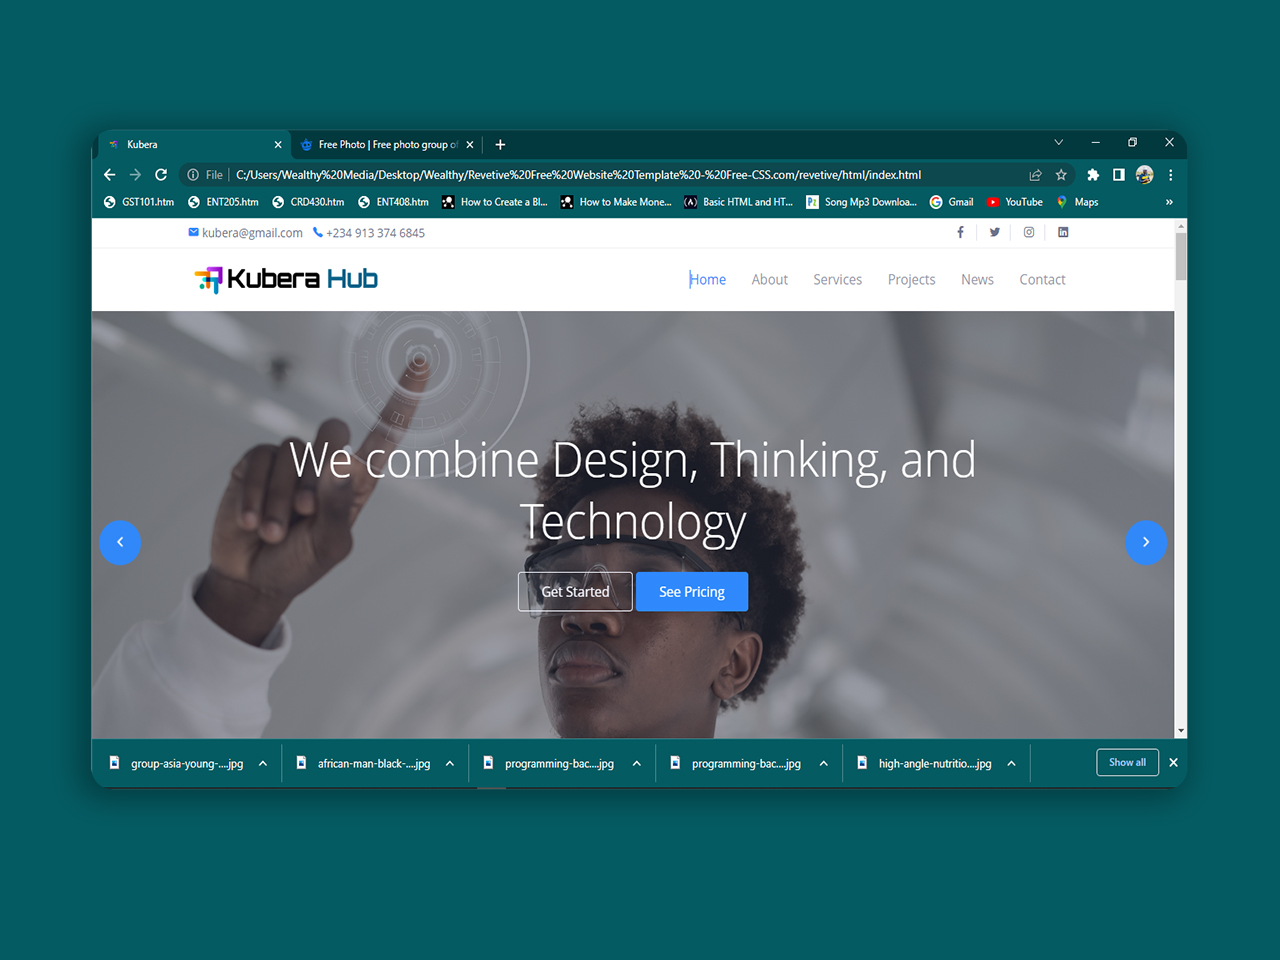 Kubera
Free Photo | Free photo group of
File
C:/Users/Wealthy%20Media/Desktop/Wealthy/Revetive%20Free%20Website%20Template%20-%20Free-CSS.com/revetive/html/index.html
GST101.htm
ENT205.htm
CRD430.htm
ENT408.htm
How to Create a Bl...
How to Make Mone...
Basic HTML and HT...
Song Mp3 Downloa...
Gmail
YouTube
Maps
»
kubera@gmail.com
+234 913 374 6845
Kubera Hub
Home
About
Services
Projects
News
Contact
We combine Design, Thinking, and
Technology
Get Started
See Pricing
group-asia-young-....jpg
african-man-black-....jpg
programming-bac....jpg
programming-bac....jpg
high-angle-nutritio....jpg
Show all